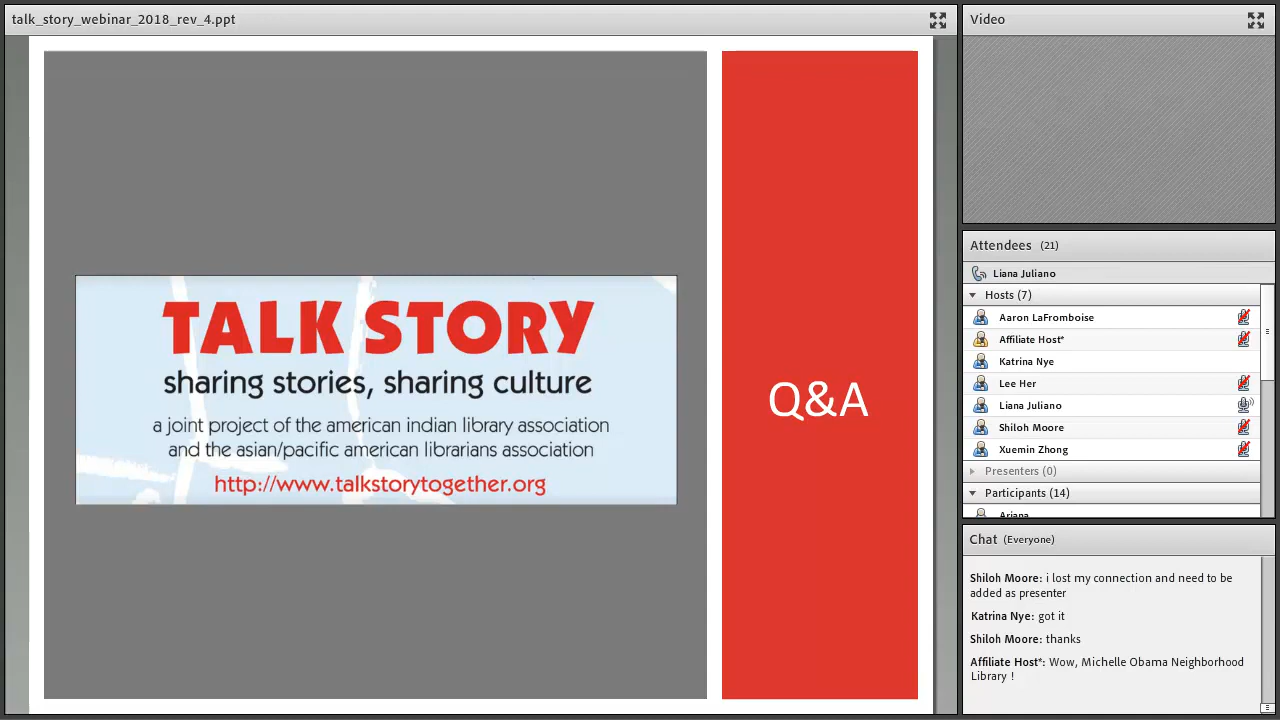 talk_story_webinar_2018_rev_4.ppt
TALK STORY
sharing stories, sharing culture
a joint project of the american indian library association
and the asian/pacific american librarians association
http://www.talkstorytogether.org
Q&A
Video
Attendees (21)
Liana Juliano
Hosts (7)
Aaron LaFromboise
Affiliate Host*
Katrina Nye
Lee Her
Liana Juliano
Shiloh Moore
Xuemin Zhong
Presenters (0)
Participants (14)
Ariana
Chat (Everyone)
Shiloh Moore: i lost my connection and need to be
added as presenter
Katrina Nye: got it
Shiloh Moore: thanks
Affiliate Host*: Wow, Michelle Obama Neighborhood
Library !